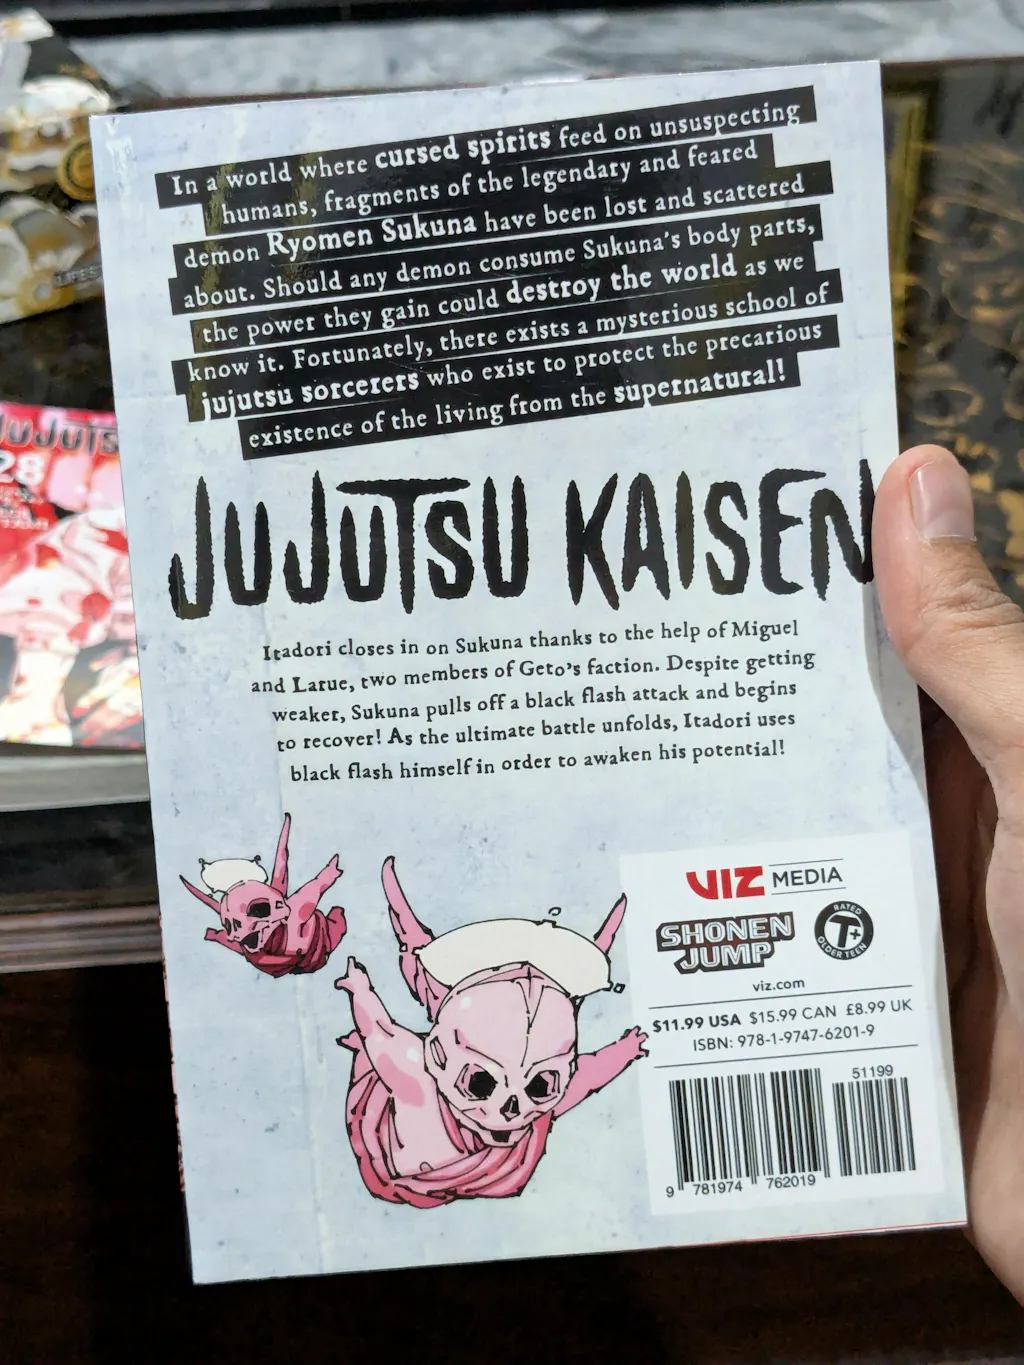 In a world where cursed spirits feed on unsuspecting
humans, fragments of the legendary and feared
demon Ryomen Sukuna have been lost and scattered
about. Should any demon consume Sukuna's body parts,
the power they gain could destroy the world as we
know it. Fortunately, there exists a mysterious school of
jujutsu sorcerers who exist to protect the precarious
existence of the living from the supernatural!
JUJUTSU KAISEN
Itadori closes in on Sukuna thanks to the help of Miguel
and Larue, two members of Geto's faction. Despite getting
weaker, Sukuna pulls off a black flash attack and begins
to recover! As the ultimate battle unfolds, Itadori uses
black flash himself in order to awaken his potential!
VIZ MEDIA
SHONEN
JUMP
RATED
T+
OLDER TEEN
viz.com
$11.99 USA $15.99 CAN £8.99 UK
ISBN: 978-1-9747-6201-9
51199
9 781974 762019
JUJUTS
28